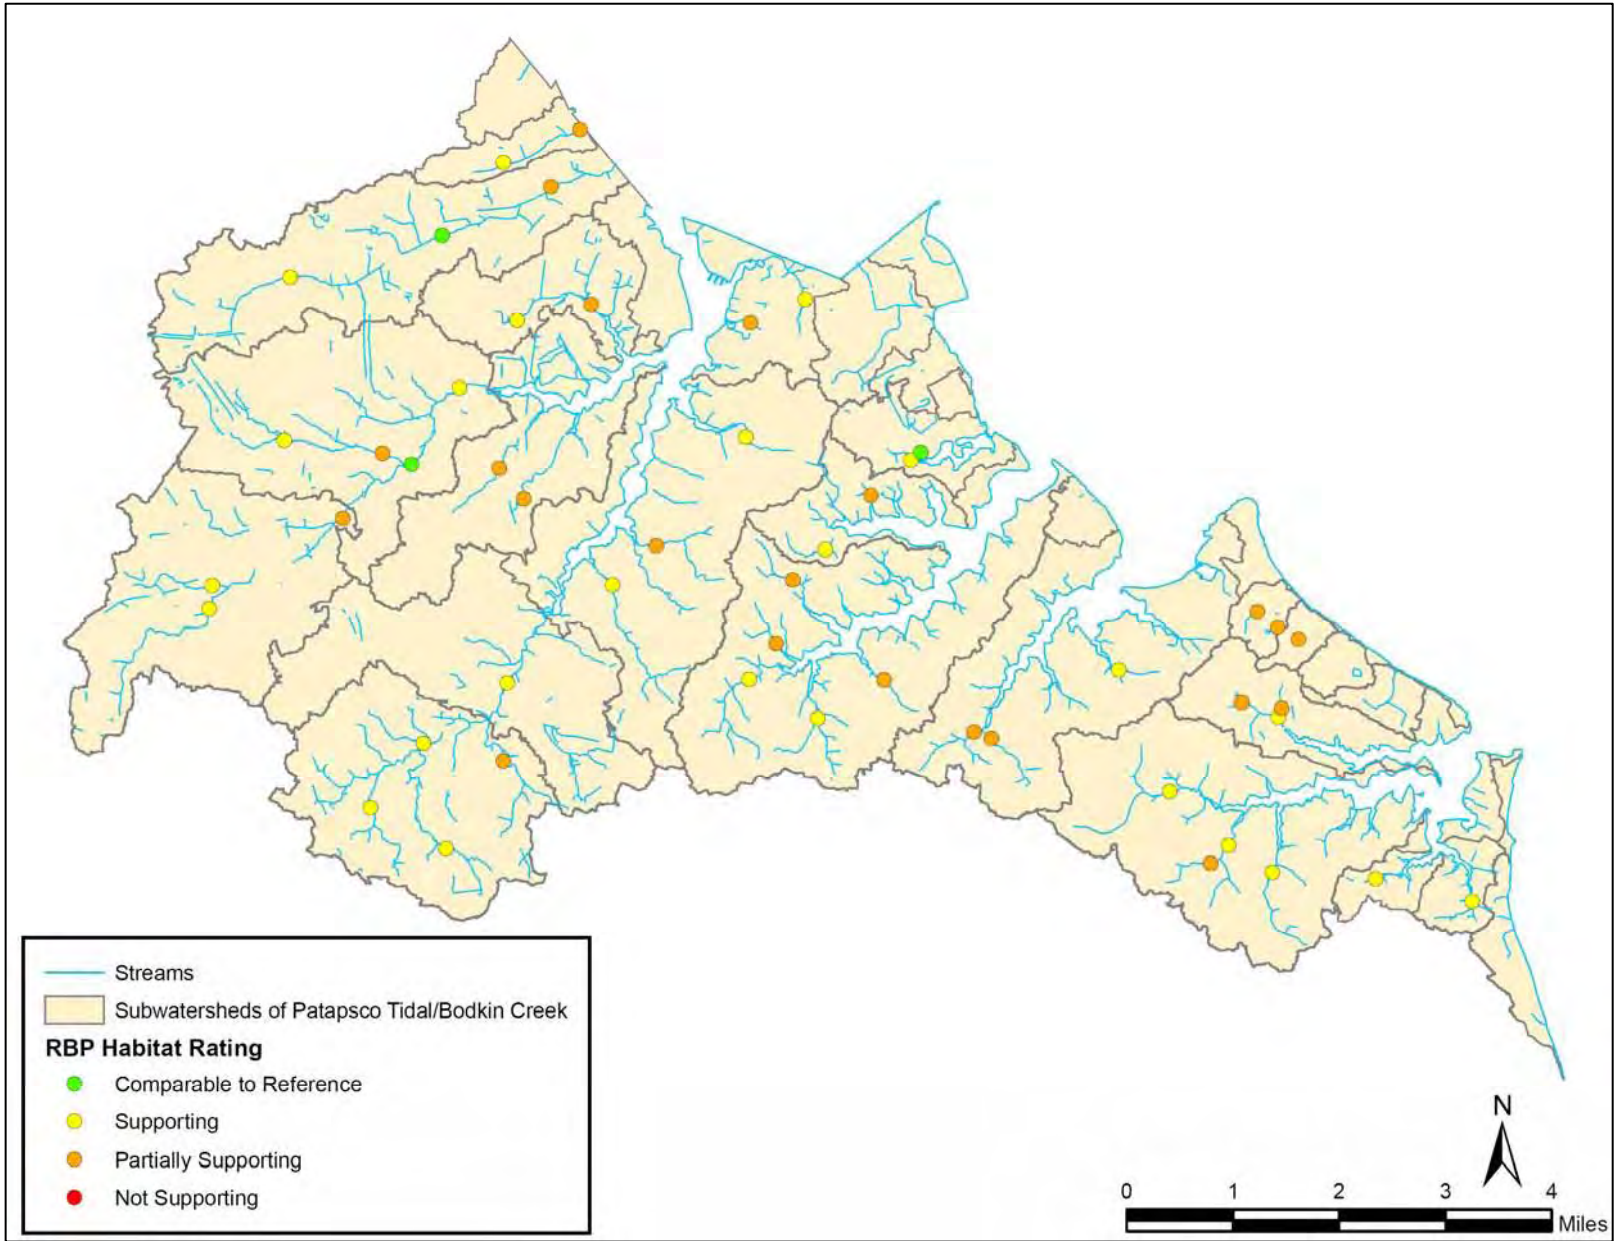 Streams
Subwatersheds of Patapsco Tidal/Bodkin Creek
RBP Habitat Rating
Comparable to Reference
Supporting
Partially Supporting
Not Supporting
N
0 1 2 3 4
Miles